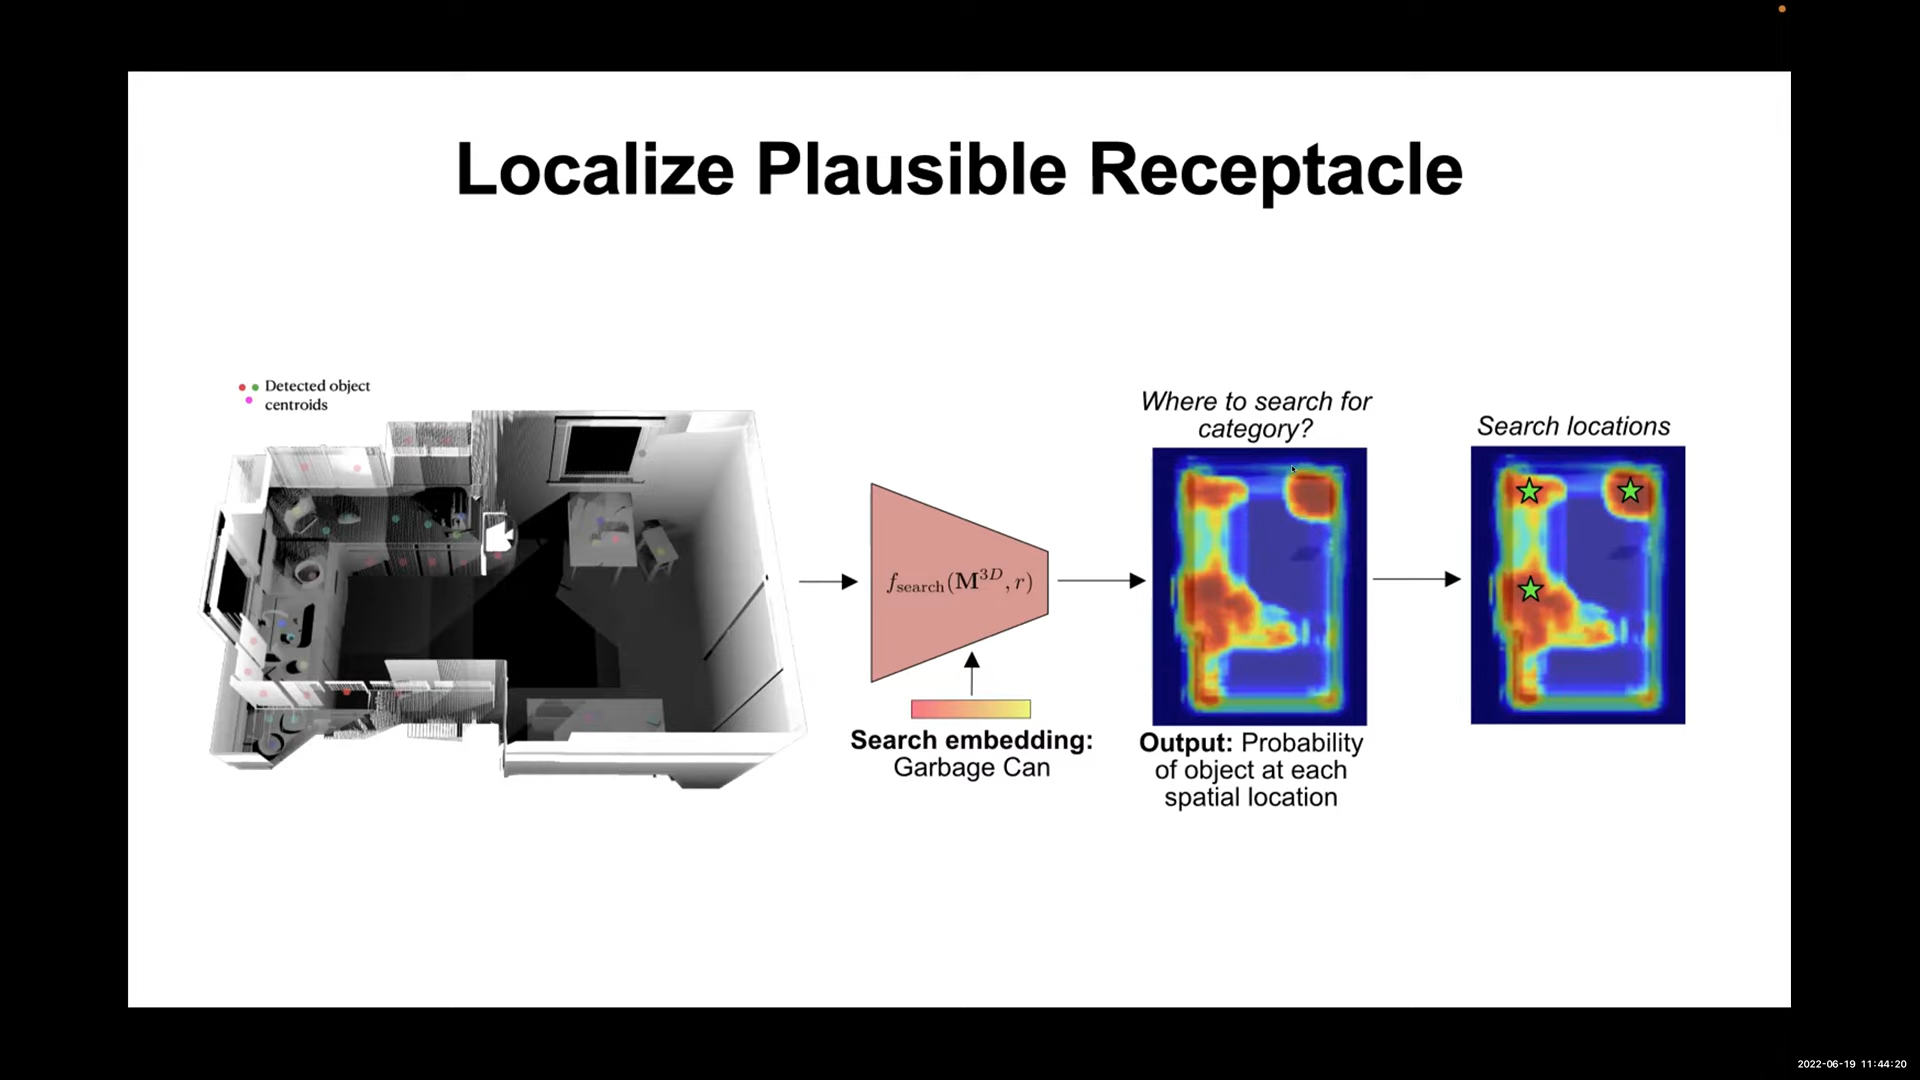 Localize Plausible Receptacle
Detected object
centroids
Where to search for
category?
Search locations
f_search(M^3D, r)
Search embedding:
Garbage Can
Output: Probability
of object at each
spatial location
2022-06-19 11:44:20